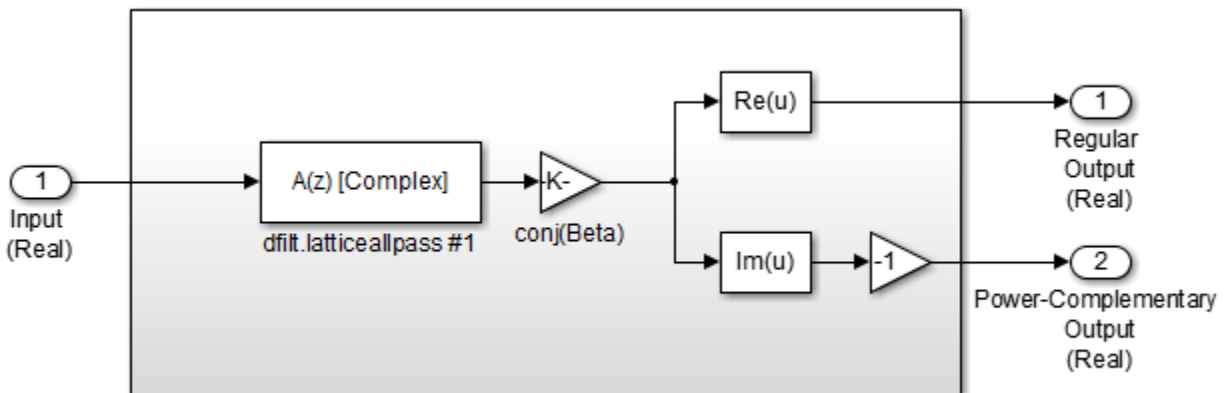 1
Input
(Real)
A(z) [Complex]
dfilt.latticeallpass #1
-K-
conj(Beta)
Re(u)
1
Regular
Output
(Real)
Im(u)
-1
2
Power-Complementary
Output
(Real)